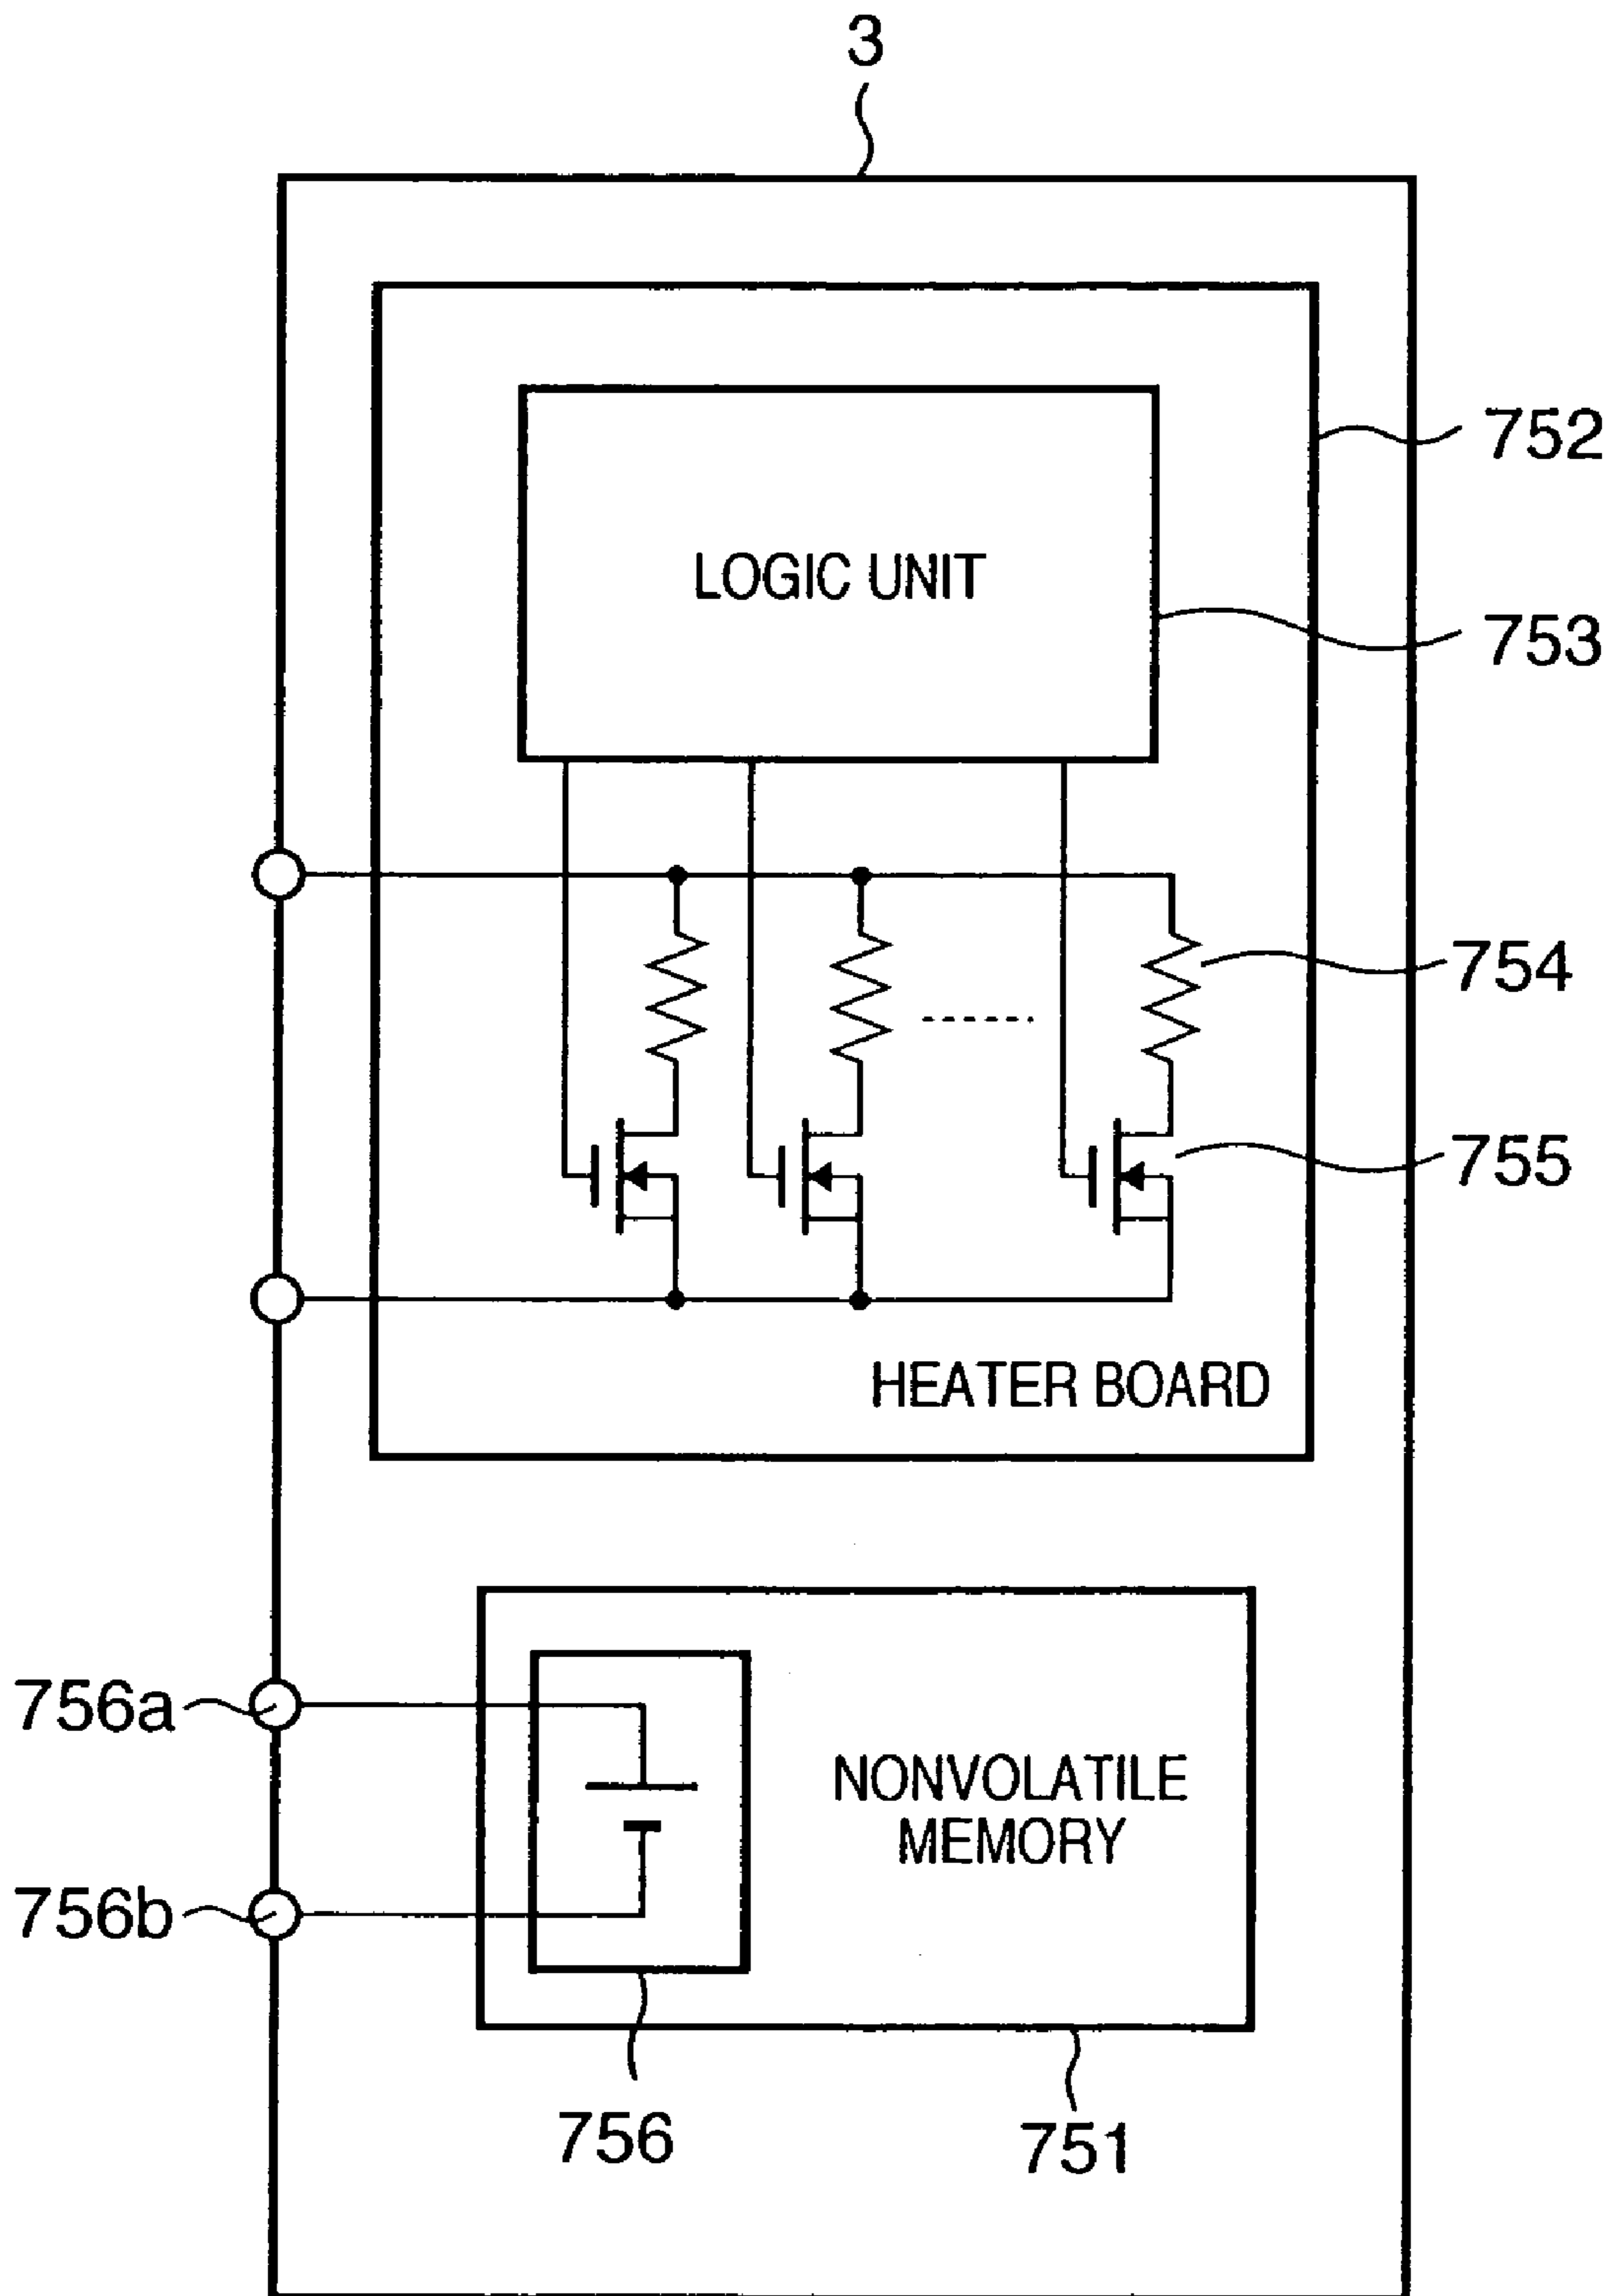 3
752
LOGIC UNIT
753
754
755
HEATER BOARD
756a
NONVOLATILE
MEMORY
756b
756
751